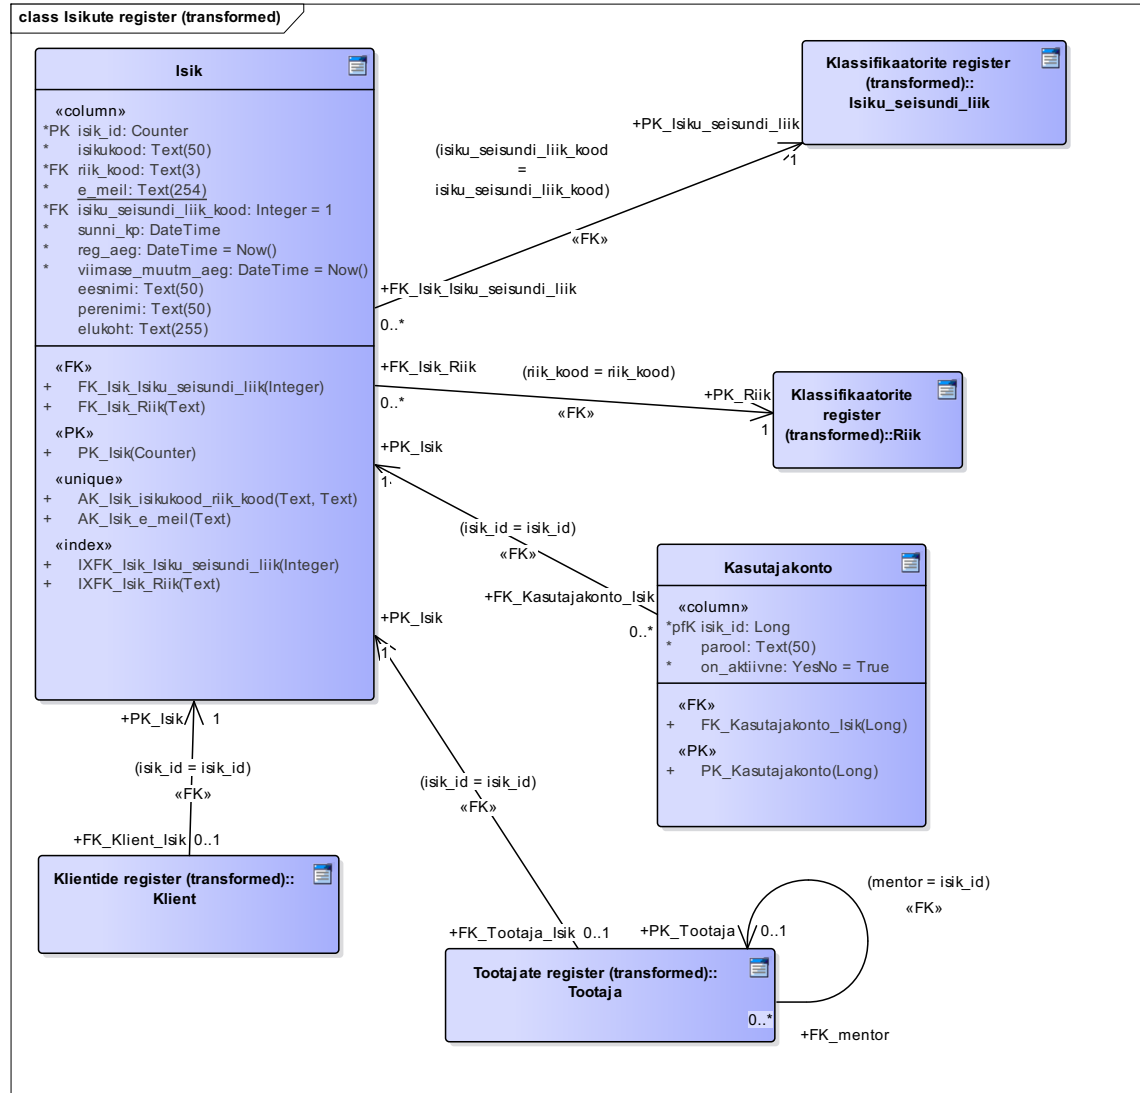 class Isikute register (transformed)
Isik
«column»
*PK isik_id: Counter
* isikukood: Text(50)
*FK riik_kood: Text(3)
* e_meil: Text(254)
*FK isiku_seisundi_liik_kood: Integer = 1
* sunni_kp: DateTime
* reg_aeg: DateTime = Now()
* viimase_muutm_aeg: DateTime = Now()
eesnimi: Text(50)
perenimi: Text(50)
elukoht: Text(255)
«FK»
+ FK_Isik_Isiku_seisundi_liik(Integer)
+ FK_Isik_Riik(Text)
«PK»
+ PK_Isik(Counter)
«unique»
+ AK_Isik_isikukood_riik_kood(Text, Text)
+ AK_Isik_e_meil(Text)
«index»
+ IXFK_Isik_Isiku_seisundi_liik(Integer)
+ IXFK_Isik_Riik(Text)
Klassifikaatorite register
(transformed)::
Isiku_seisundi_liik
+PK_Isiku_seisundi_liik
1
(isiku_seisundi_liik_kood
=
isiku_seisundi_liik_kood)
«FK»
+FK_Isik_Isiku_seisundi_liik
0..*
+FK_Isik_Riik
0..*
(riik_kood = riik_kood)
«FK»
+PK_Riik
1
Klassifikaatorite
register
(transformed)::Riik
+PK_Isik
1
(isik_id = isik_id)
«FK»
+FK_Kasutajakonto_Isik
0..*
Kasutajakonto
«column»
*pfK isik_id: Long
* parool: Text(50)
* on_aktiivne: YesNo = True
«FK»
+ FK_Kasutajakonto_Isik(Long)
«PK»
+ PK_Kasutajakonto(Long)
+PK_Isik
1
(isik_id = isik_id)
«FK»
+FK_Tootaja_Isik 0..1
+PK_Isik 1
(isik_id = isik_id)
«FK»
+FK_Klient_Isik 0..1
Klientide register (transformed)::
Klient
Tootajate register (transformed)::
Tootaja
+PK_Tootaja 0..1
(mentor = isik_id)
«FK»
0..*
+FK_mentor